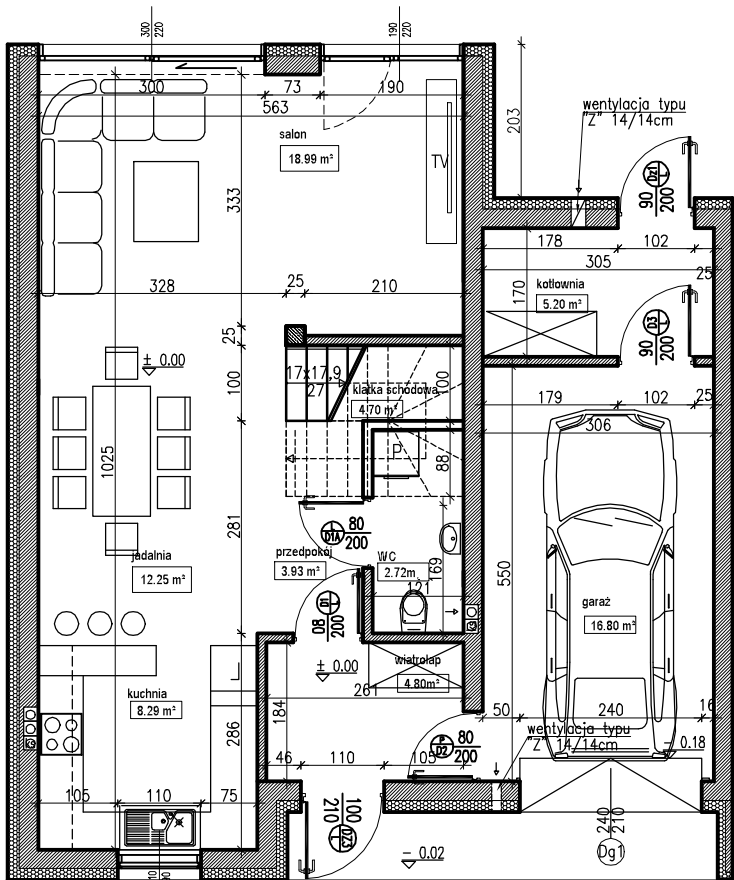 300
220
190
220
300
73
190
563
203
wentylacja typu
"Z" 14/14cm
salon
18.99 m²
TV
90
200
Dz1
L
178
102
305
25
333
170
kotłownia
5.20 m²
328
25
210
90
200
D3
L
25
± 0.00
17x17,9
27
100
100
klatka schodowa
4.70 m²
179
102
25
306
P
88
1025
281
80
200
L
D1A
jadalnia
12.25 m²
przedpokój
3.93 m²
WC
2.72m
169
121
550
garaż
16.80 m²
D1
L
80
200
± 0.00
wiatrołap
4.80m²
261
L
kuchnia
8.29 m²
184
286
50
240
16
P
D2
80
200
wentylacja typu
"Z" 14/14cm
- 0.18
46
110
105
105
110
75
100
210
DZ3
L
240
210
Dg1
- 0.02